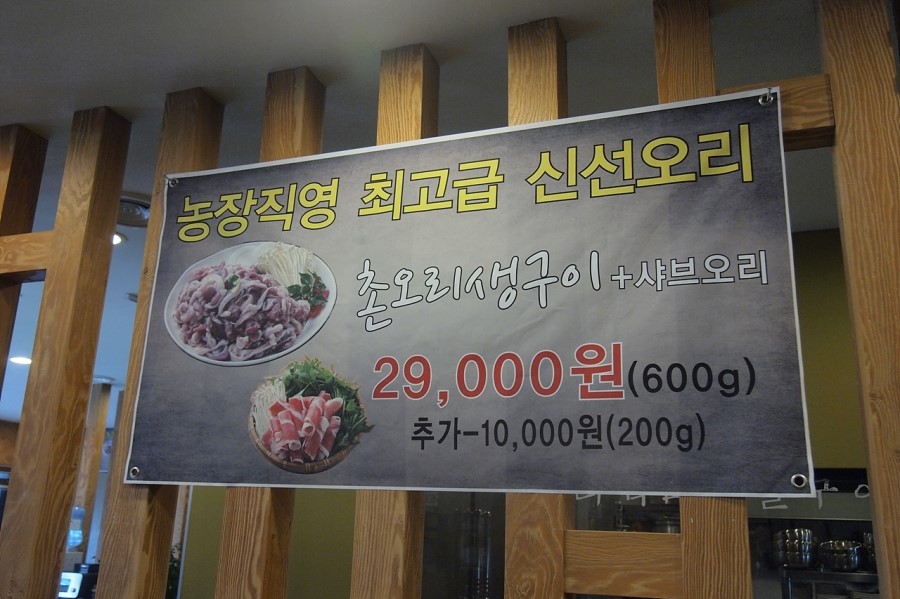 농장직영 최고급 신선오리
촌오리생구이+샤브오리
29,000원(600g)
추가-10,000원(200g)